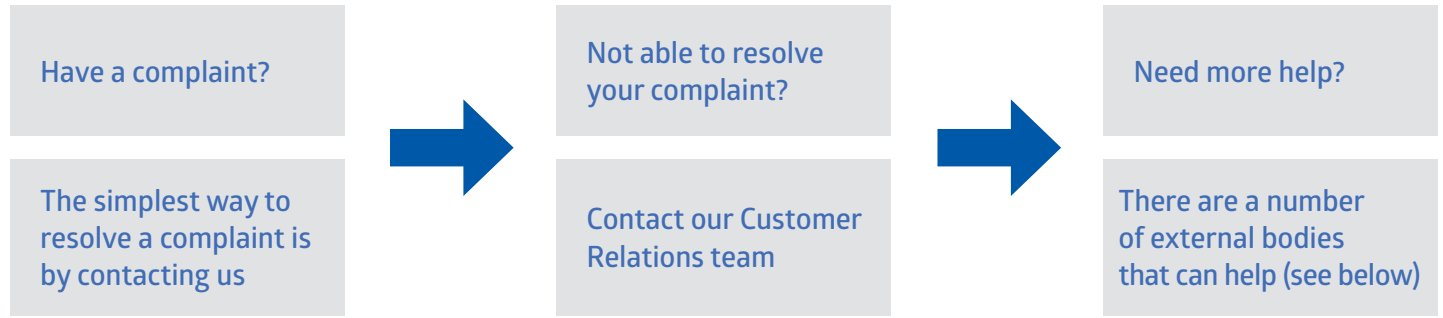 Have a complaint?
The simplest way to
resolve a complaint is
by contacting us
Not able to resolve
your complaint?
Contact our Customer
Relations team
Need more help?
There are a number
of external bodies
that can help (see below)